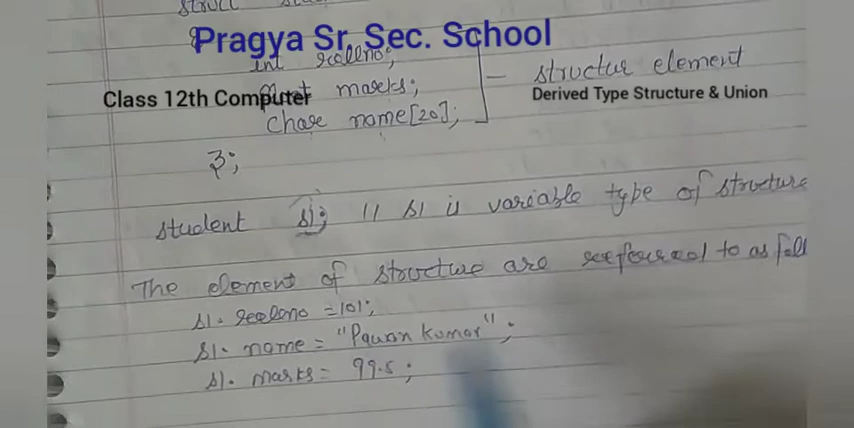 struct
Pragya Sr. Sec. School
int rollno;
marks;
Class 12th Computer
char name[20];
structur element
Derived Type Structure & Union
};
student s1; // s1 is variable type of structure
The element of structure are referred to as foll
s1. rollno = 101;
s1. name = "Pawan Kumar";
s1. marks = 99.5;